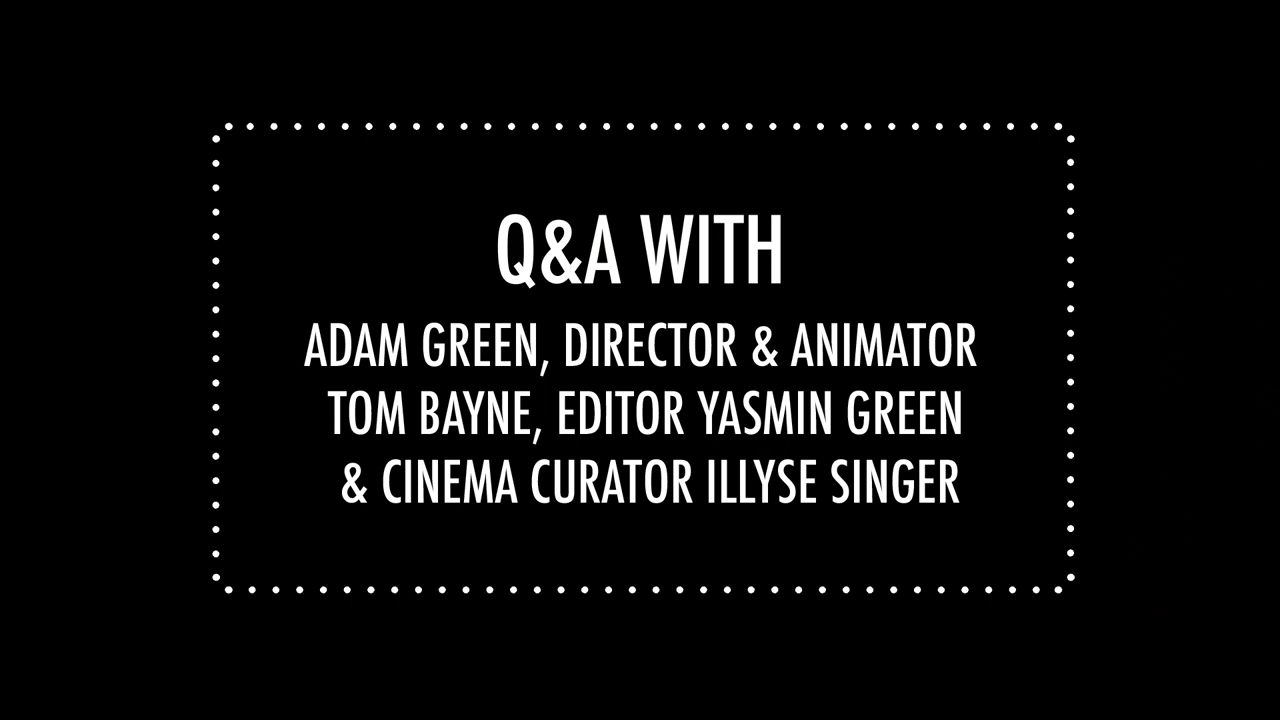 Q&A WITH
ADAM GREEN, DIRECTOR & ANIMATOR
TOM BAYNE, EDITOR YASMIN GREEN
& CINEMA CURATOR ILLYSE SINGER